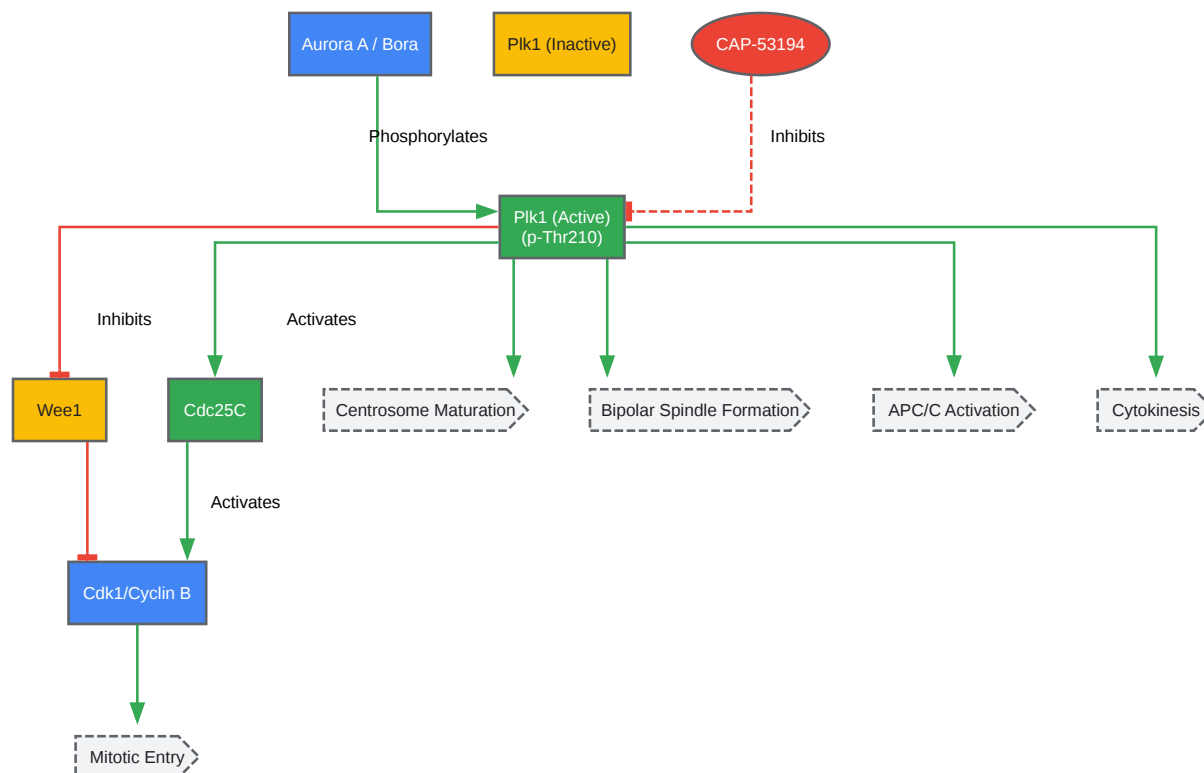 Aurora A / Bora
Plk1 (Inactive)
CAP-53194
Phosphorylates
Inhibits
Plk1 (Active)
(p-Thr210)
Inhibits
Activates
Wee1
Cdc25C
Centrosome Maturation
Bipolar Spindle Formation
APC/C Activation
Cytokinesis
Activates
Cdk1/Cyclin B
Mitotic Entry